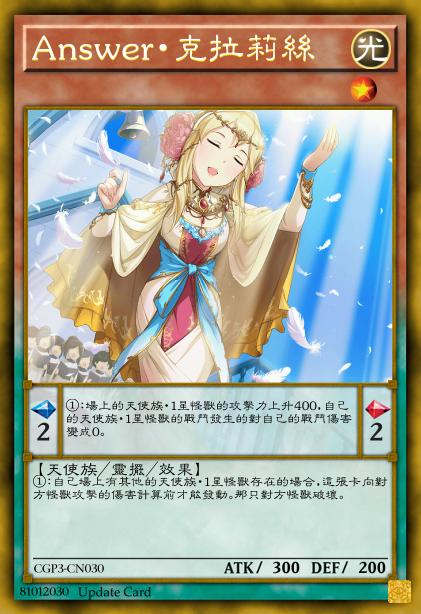 Answer・克拉莉絲
光
①：場上的天使族・1星怪獸的攻擊力上升400，自己
的天使族・1星怪獸的戰鬥發生的對自己的戰鬥傷害
變成0。
2
2
【天使族／靈擺／效果】
①：自己場上有其他的天使族・1星怪獸存在的場合，這張卡向對
方怪獸攻擊的傷害計算前才能發動。那只對方怪獸破壞。
CGP3-CN030
ATK/ 300 DEF/ 200
81012030 Update Card